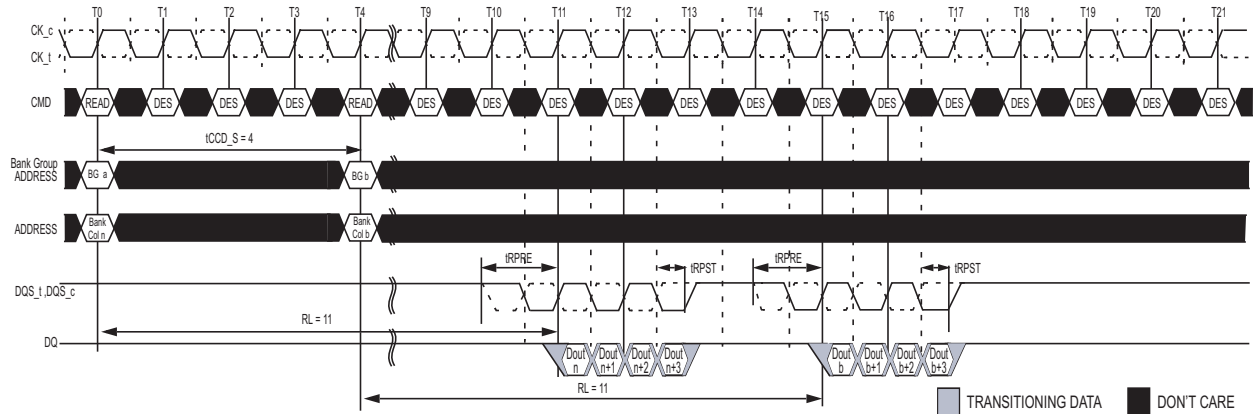 T0 T1 T2 T3 T4 T9 T10 T11 T12 T13 T14 T15 T16 T17 T18 T19 T20 T21
CK_c
CK_t
CMD READ DES DES DES READ DES DES DES DES DES DES DES DES DES DES DES DES DES
tCCD_S = 4
Bank Group
ADDRESS BG a BG b
ADDRESS Bank
Col n Bank
Col b
tRPRE tRPST tRPRE tRPST
DQS_t ,DQS_c
RL = 11
DQ
Dout
n Dout
n+1 Dout
n+2 Dout
n+3 Dout
b Dout
b+1 Dout
b+2 Dout
b+3
RL = 11
TRANSITIONING DATA DON'T CARE